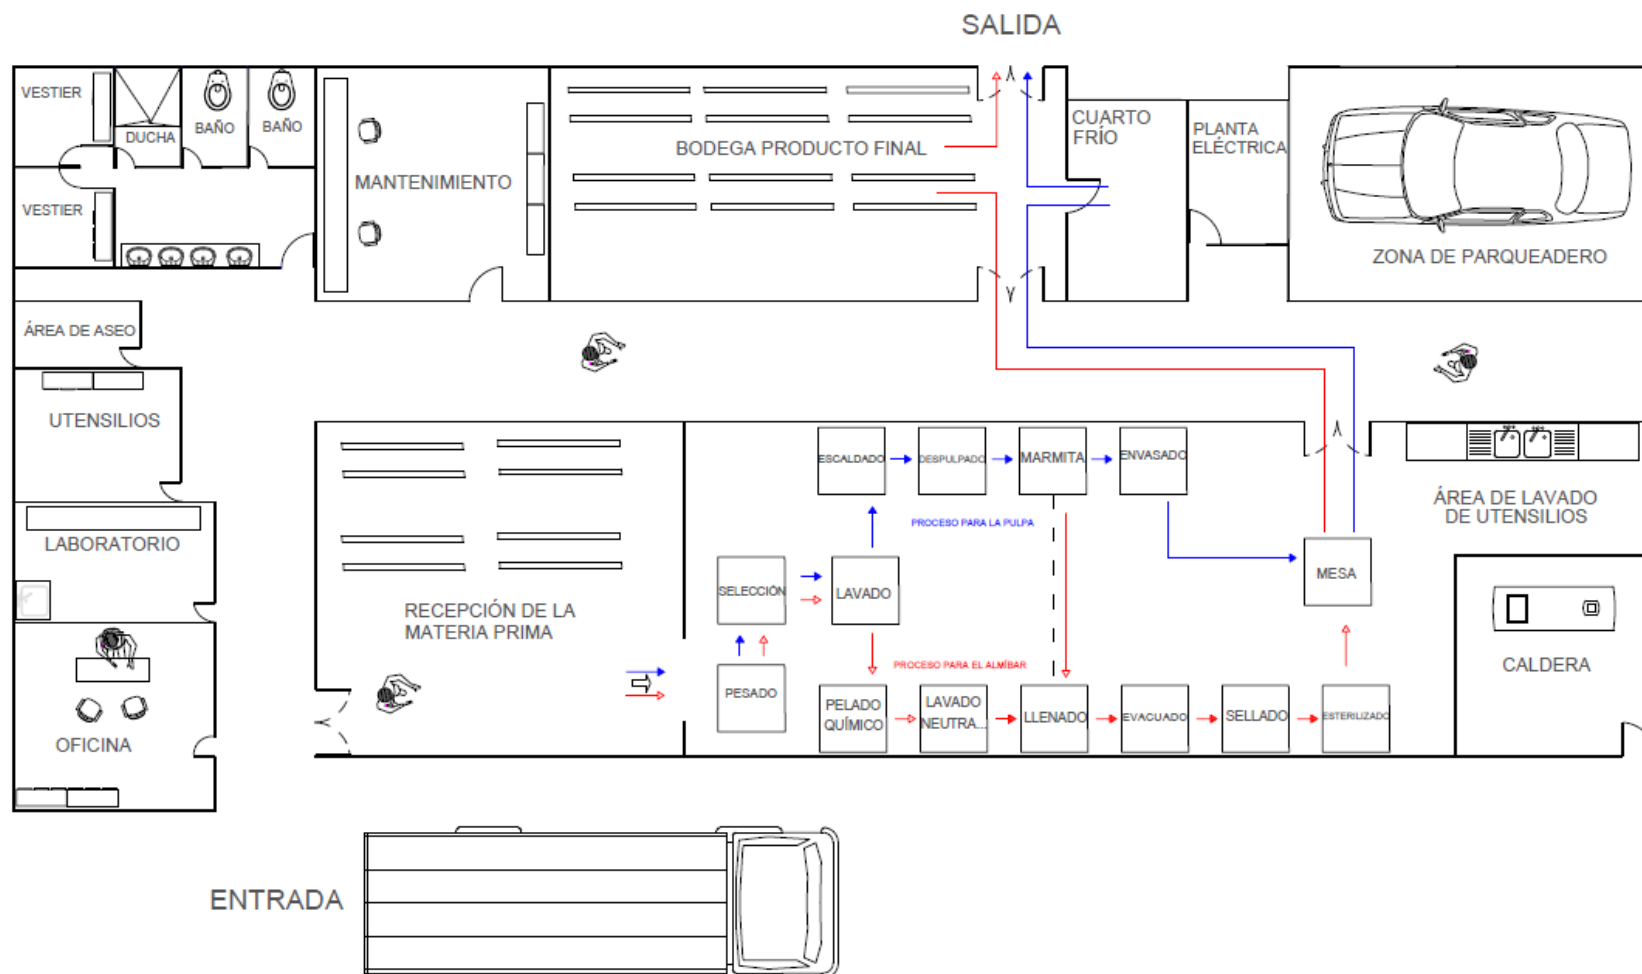 SALIDA
VESTIER
DUCHA
BAÑO
BAÑO
VESTIER
MANTENIMIENTO
BODEGA PRODUCTO FINAL
CUARTO
FRÍO
PLANTA
ELÉCTRICA
ZONA DE PARQUEADERO
ÁREA DE ASEO
UTENSILIOS
LABORATORIO
OFICINA
RECEPCIÓN DE LA
MATERIA PRIMA
ESCALDADO
DESPULPADO
MARMITA
ENVASADO
PROCESO PARA LA PULPA
SELECCIÓN
LAVADO
MESA
PROCESO PARA EL ALMÍBAR
PESADO
PELADO
QUÍMICO
LAVADO
NEUTRA...
LLENADO
EVACUADO
SELLADO
ESTERILIZADO
ÁREA DE LAVADO
DE UTENSILIOS
CALDERA
ENTRADA